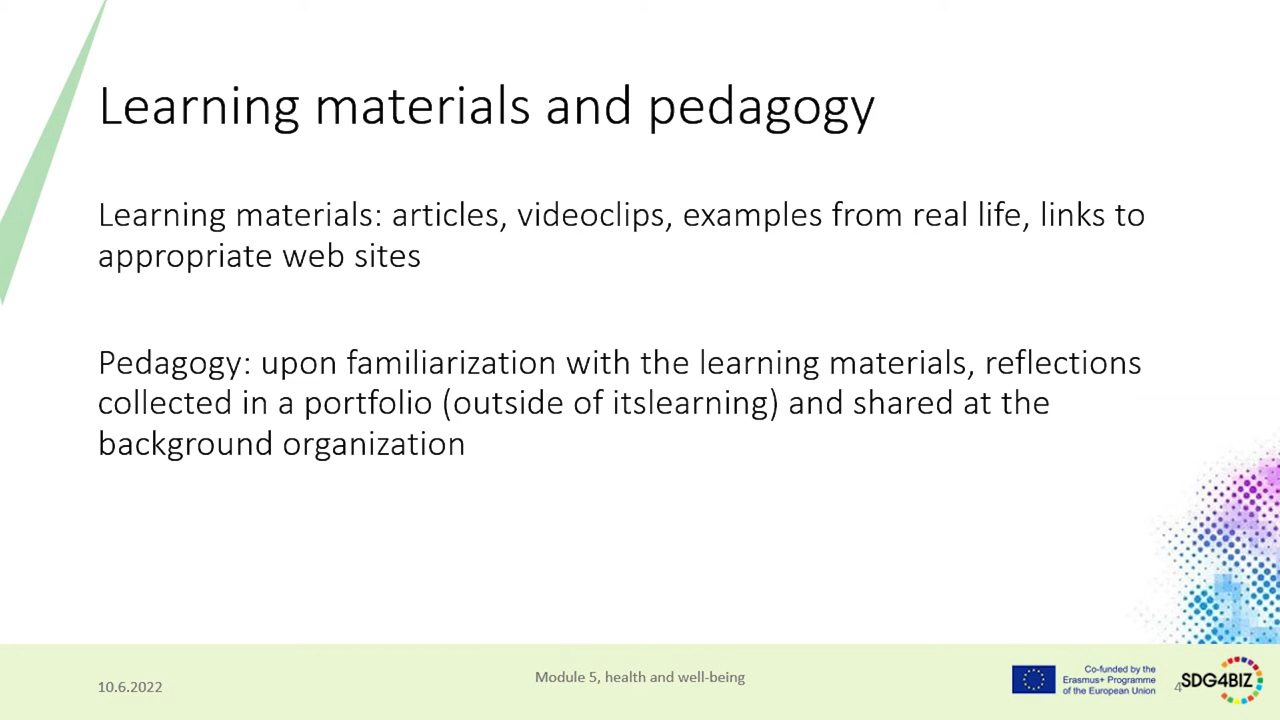 Learning materials and pedagogy
Learning materials: articles, videoclips, examples from real life, links to
appropriate web sites
Pedagogy: upon familiarization with the learning materials, reflections
collected in a portfolio (outside of itslearning) and shared at the
background organization
10.6.2022
Module 5, health and well-being
Co-funded by the
Erasmus+ Programme
of the European Union
4
SDG4BIZ